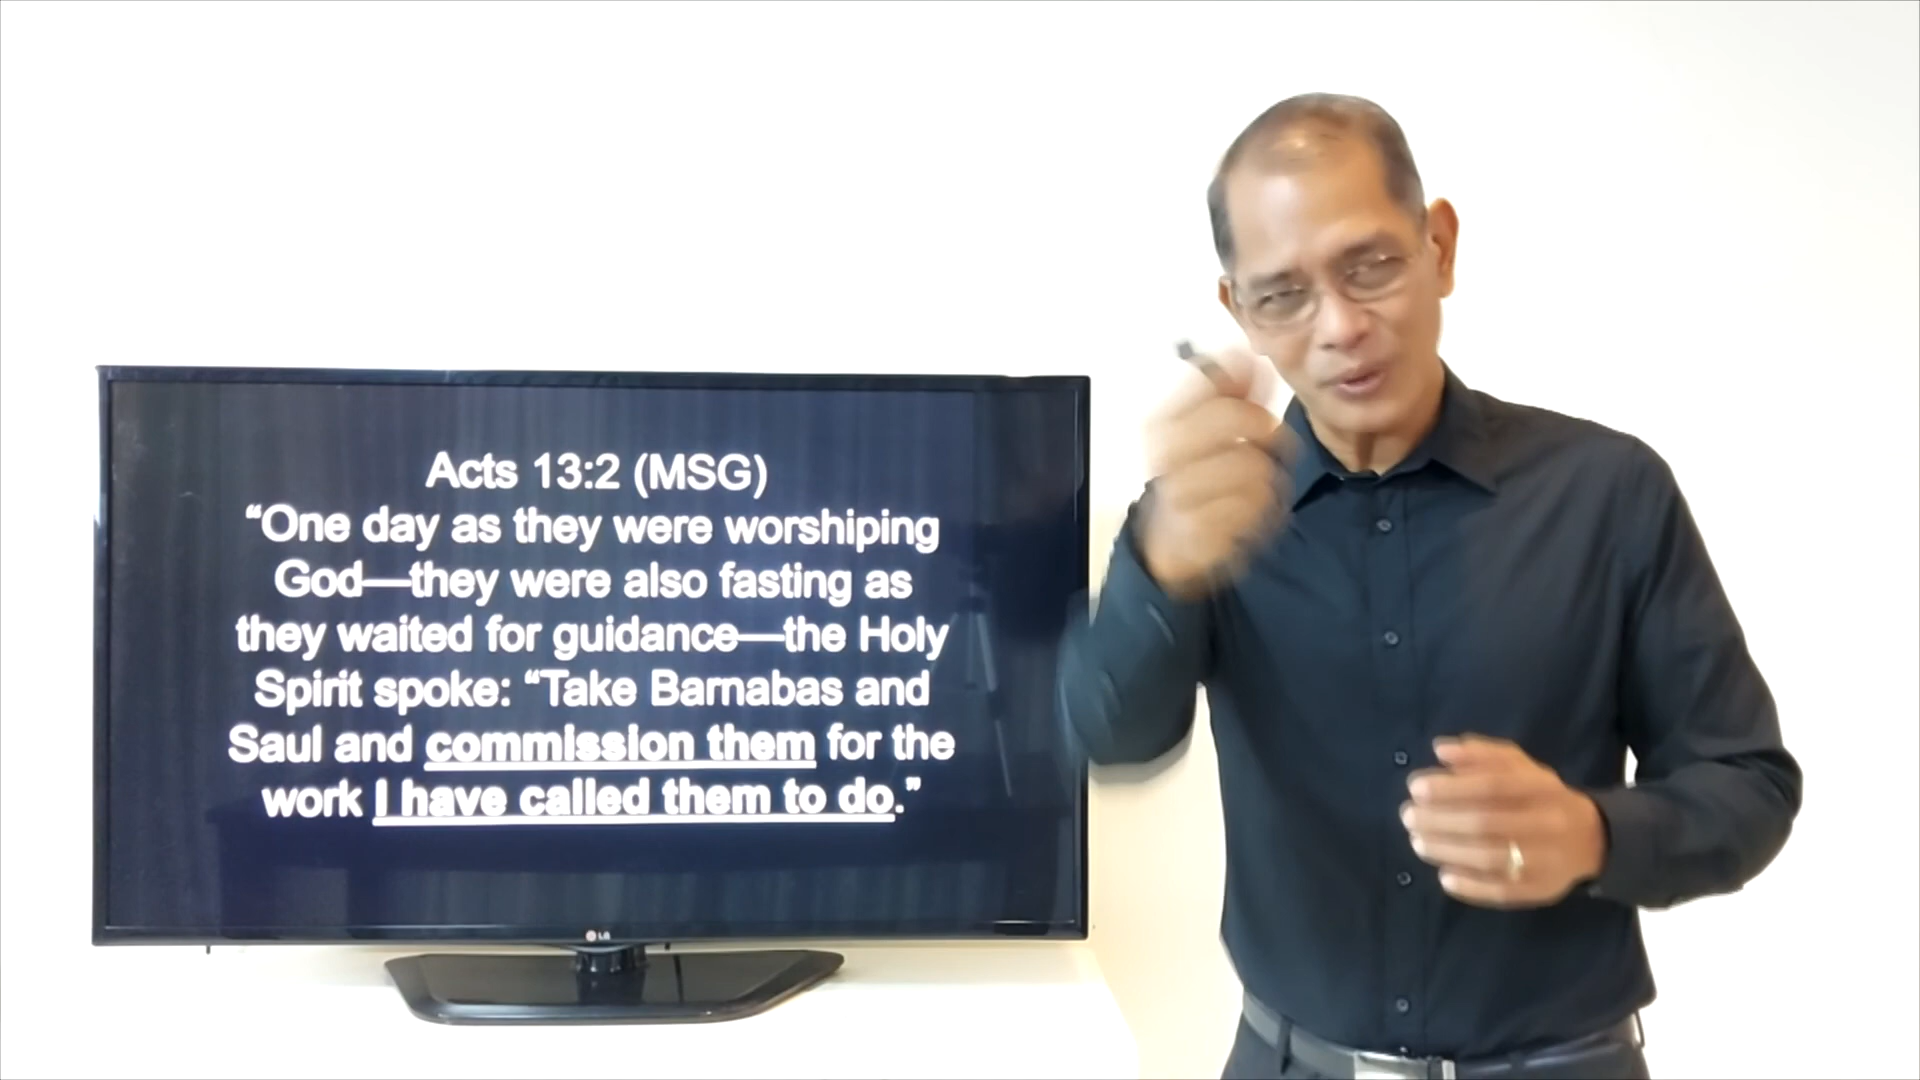 Acts 13:2 (MSG)
“One day as they were worshiping
God—they were also fasting as
they waited for guidance—the Holy
Spirit spoke: “Take Barnabas and
Saul and commission them for the
work I have called them to do.”
LG